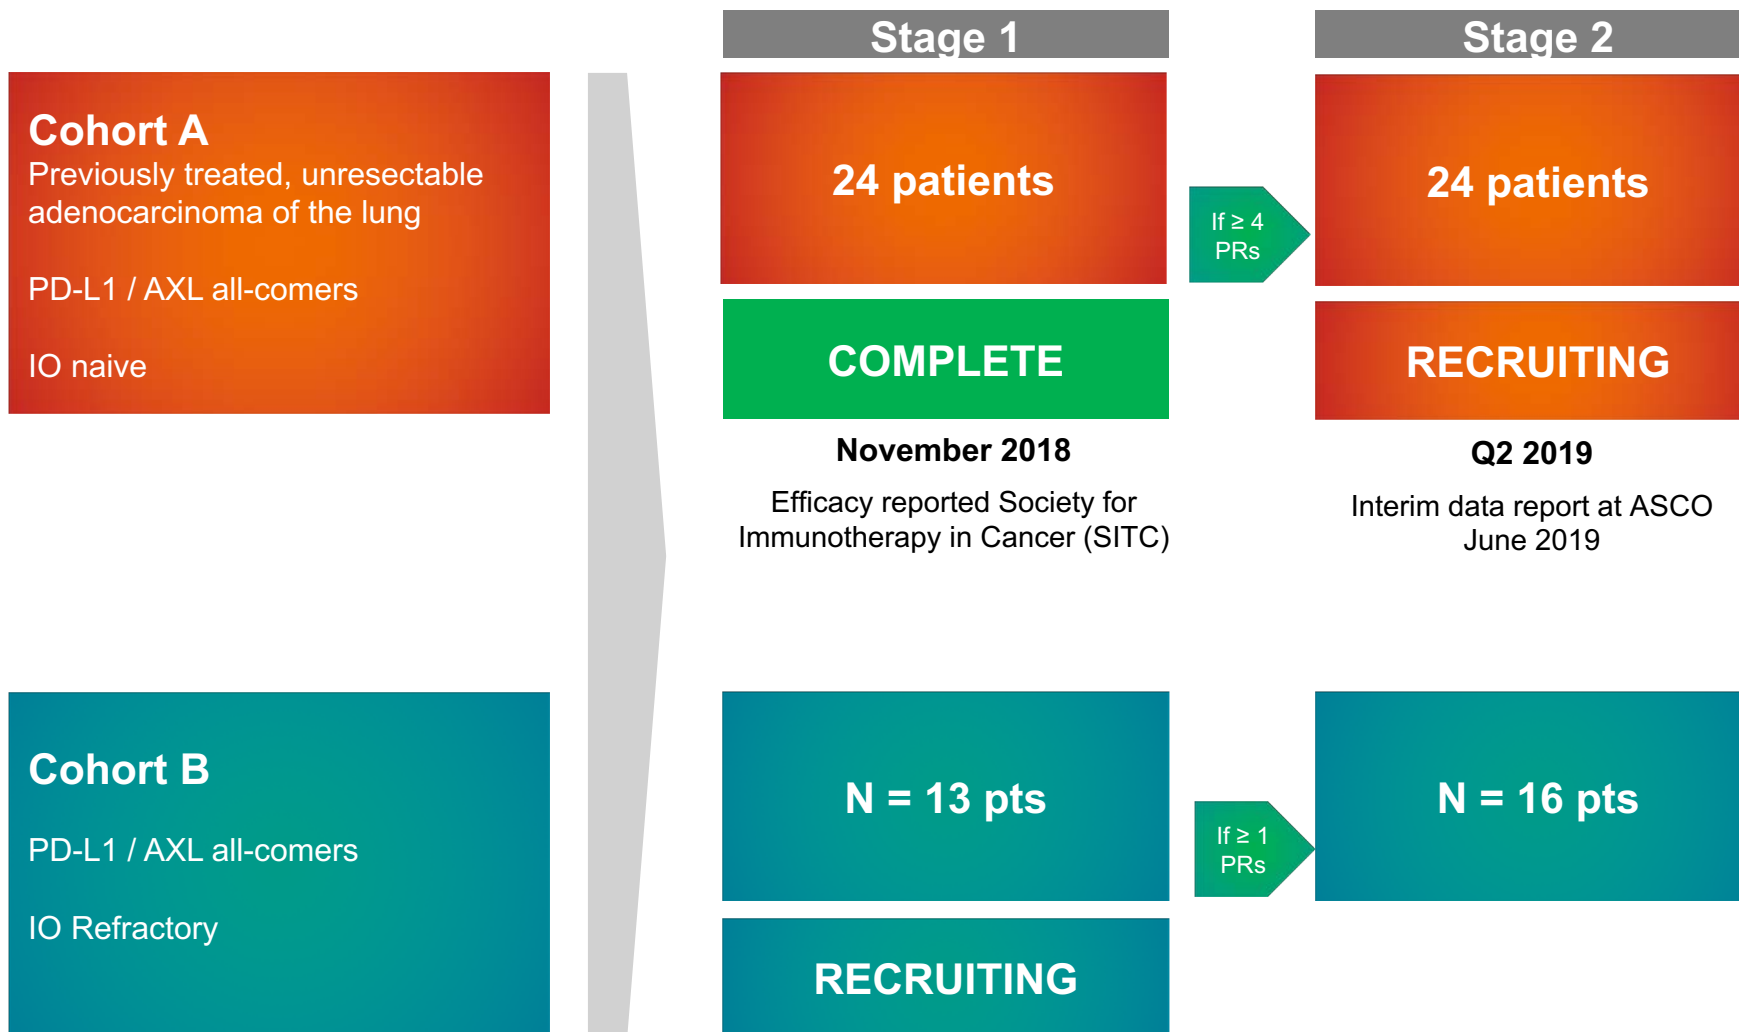 Stage 1
Stage 2
Cohort A
Previously treated, unresectable
adenocarcinoma of the lung
PD-L1 / AXL all-comers
IO naive
24 patients
If ≥ 4
PRs
24 patients
COMPLETE
RECRUITING
November 2018
Efficacy reported Society for
Immunotherapy in Cancer (SITC)
Q2 2019
Interim data report at ASCO
June 2019
Cohort B
PD-L1 / AXL all-comers
IO Refractory
N = 13 pts
If ≥ 1
PRs
N = 16 pts
RECRUITING